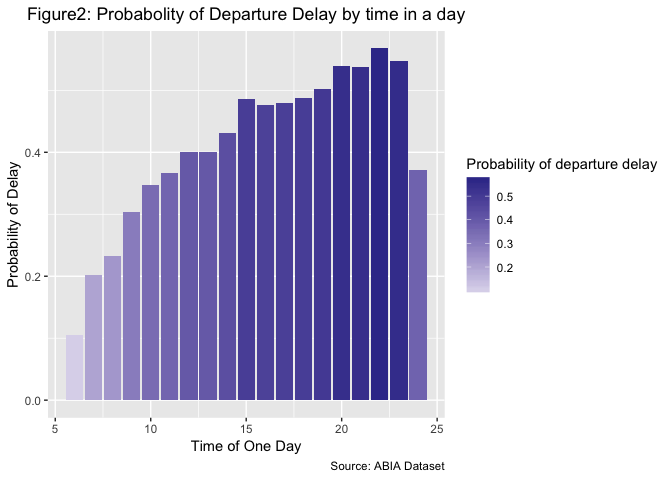 Figure2: Probabolity of Departure Delay by time in a day
Probability of Delay
0.4
0.2
0.0
5
10
15
20
25
Time of One Day
Source: ABIA Dataset
Probability of departure delay
0.5
0.4
0.3
0.2